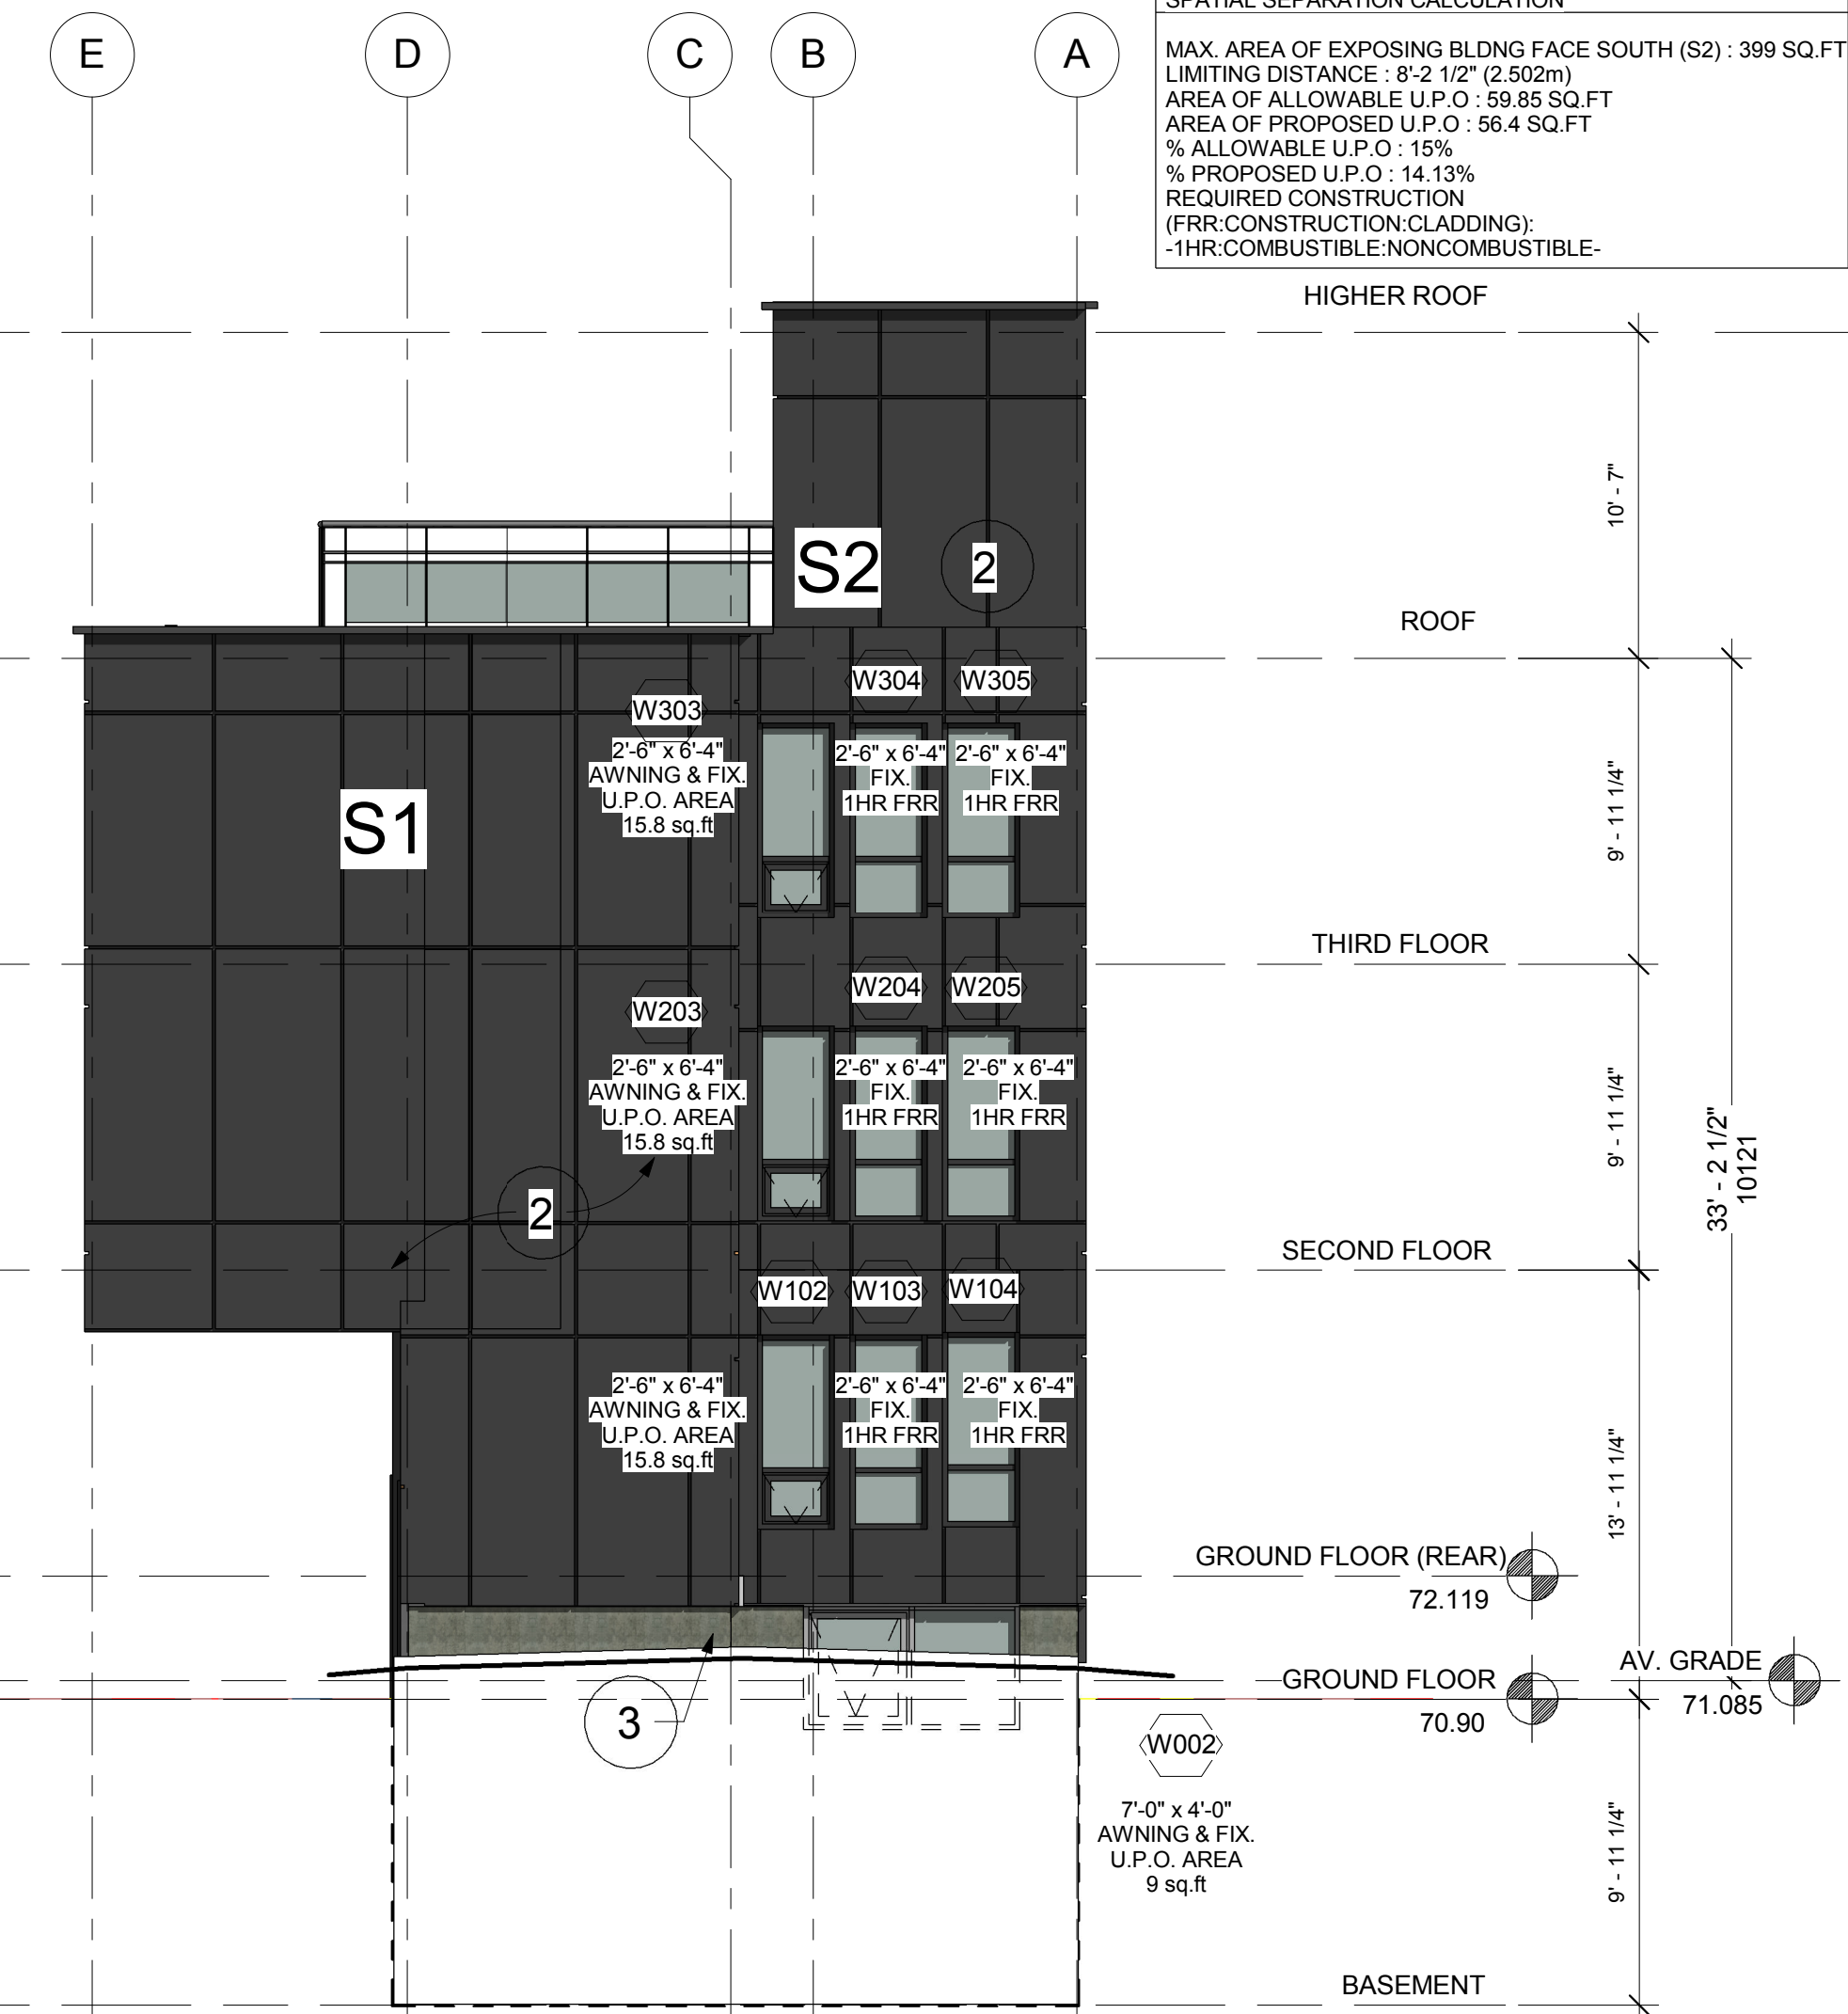 SPATIAL SEPARATION CALCULATION
MAX. AREA OF EXPOSING BLDNG FACE SOUTH (S2) : 399 SQ.FT
LIMITING DISTANCE : 8'-2 1/2" (2.502m)
AREA OF ALLOWABLE U.P.O : 59.85 SQ.FT
AREA OF PROPOSED U.P.O : 56.4 SQ.FT
% ALLOWABLE U.P.O : 15%
% PROPOSED U.P.O : 14.13%
REQUIRED CONSTRUCTION
(FRR:CONSTRUCTION:CLADDING):
-1HR:COMBUSTIBLE:NONCOMBUSTIBLE-
E
D
C
B
A
HIGHER ROOF
10' - 7"
S2
2
ROOF
W304
W305
W303
2'-6" x 6'-4"
AWNING & FIX.
U.P.O. AREA
15.8 sq.ft
2'-6" x 6'-4"
FIX.
1HR FRR
2'-6" x 6'-4"
FIX.
1HR FRR
S1
9' - 11 1/4"
THIRD FLOOR
W204
W205
W203
2'-6" x 6'-4"
AWNING & FIX.
U.P.O. AREA
15.8 sq.ft
2'-6" x 6'-4"
FIX.
1HR FRR
2'-6" x 6'-4"
FIX.
1HR FRR
9' - 11 1/4"
33' - 2 1/2"
10121
2
SECOND FLOOR
W102
W103
W104
2'-6" x 6'-4"
AWNING & FIX.
U.P.O. AREA
15.8 sq.ft
2'-6" x 6'-4"
FIX.
1HR FRR
2'-6" x 6'-4"
FIX.
1HR FRR
13' - 11 1/4"
GROUND FLOOR (REAR)
72.119
AV. GRADE
71.085
GROUND FLOOR
70.90
3
W002
7'-0" x 4'-0"
AWNING & FIX.
U.P.O. AREA
9 sq.ft
9' - 11 1/4"
BASEMENT